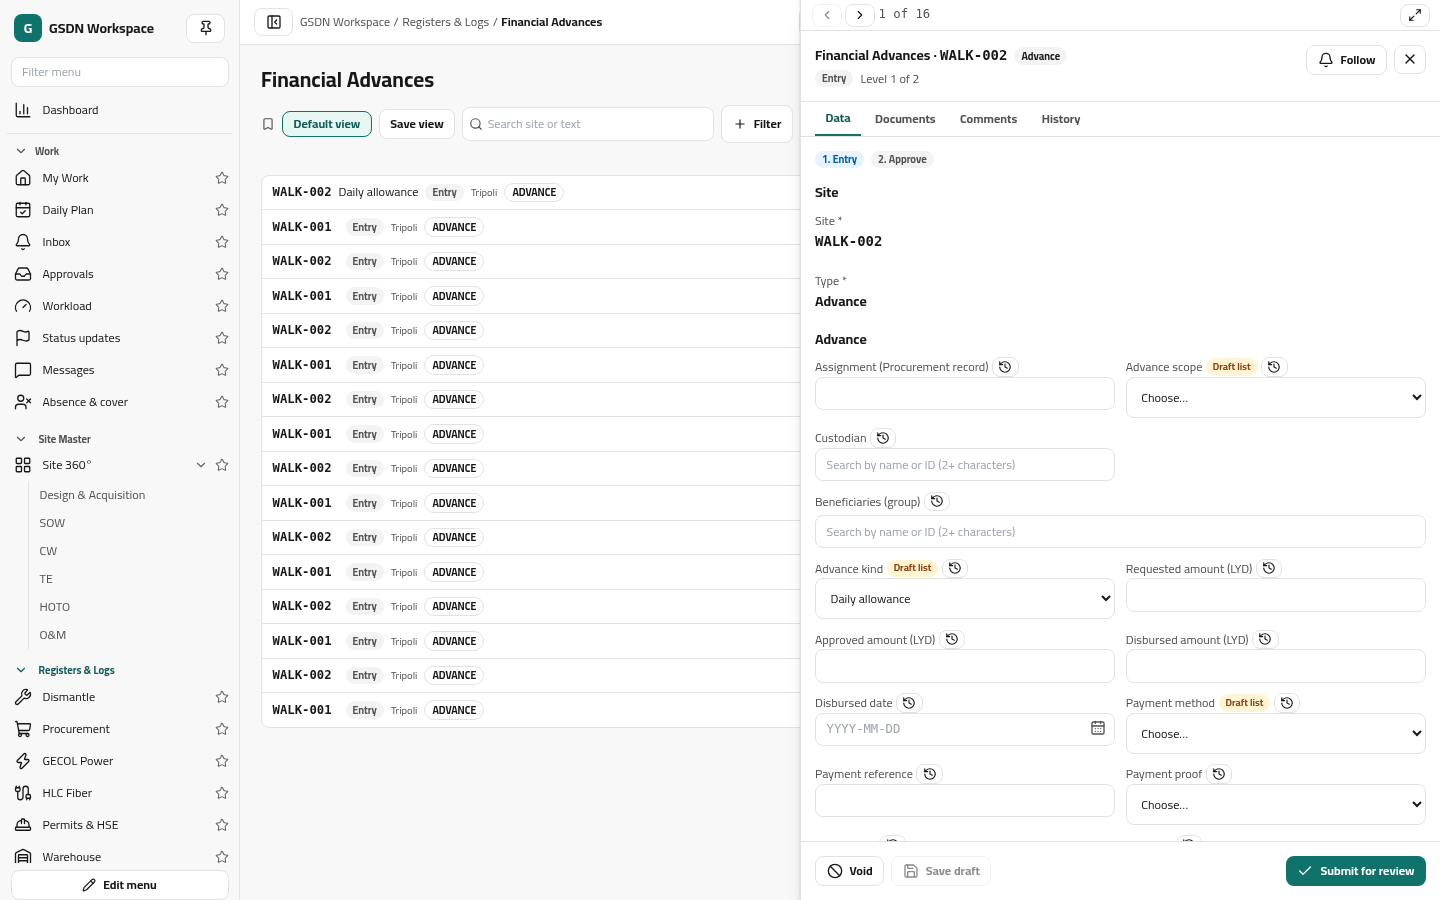 G GSDN Workspace
Filter menu
Dashboard
Work
My Work
Daily Plan
Inbox
Approvals
Workload
Status updates
Messages
Absence & cover
Site Master
Site 360°
Design & Acquisition
SOW
CW
TE
HOTO
O&M
Registers & Logs
Dismantle
Procurement
GECOL Power
HLC Fiber
Permits & HSE
Warehouse
Edit menu
GSDN Workspace / Registers & Logs / Financial Advances
Financial Advances
Default view Save view Search site or text Filter
WALK-002 Daily allowance Entry Tripoli ADVANCE
WALK-001 Entry Tripoli ADVANCE
WALK-002 Entry Tripoli ADVANCE
WALK-001 Entry Tripoli ADVANCE
WALK-002 Entry Tripoli ADVANCE
WALK-001 Entry Tripoli ADVANCE
WALK-002 Entry Tripoli ADVANCE
WALK-001 Entry Tripoli ADVANCE
WALK-002 Entry Tripoli ADVANCE
WALK-001 Entry Tripoli ADVANCE
WALK-002 Entry Tripoli ADVANCE
WALK-001 Entry Tripoli ADVANCE
WALK-002 Entry Tripoli ADVANCE
WALK-001 Entry Tripoli ADVANCE
WALK-002 Entry Tripoli ADVANCE
WALK-001 Entry Tripoli ADVANCE
1 of 16
Financial Advances · WALK-002 Advance
Entry Level 1 of 2
Follow
Data Documents Comments History
1. Entry 2. Approve
Site
Site *
WALK-002
Type *
Advance
Advance
Assignment (Procurement record)
Advance scope Draft list
Choose...
Custodian
Search by name or ID (2+ characters)
Beneficiaries (group)
Search by name or ID (2+ characters)
Advance kind Draft list
Daily allowance
Requested amount (LYD)
Approved amount (LYD)
Disbursed amount (LYD)
Disbursed date
YYYY-MM-DD
Payment method Draft list
Choose...
Payment reference
Payment proof
Choose...
Void Save draft Submit for review